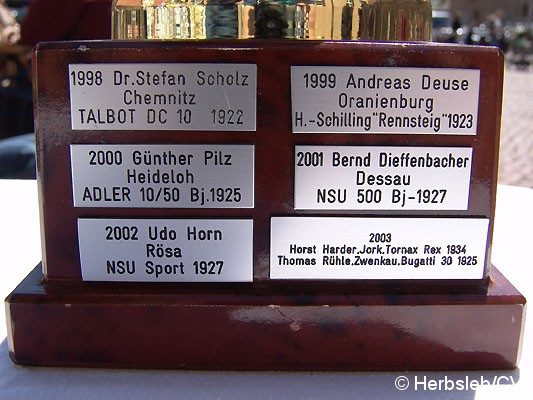 1998 Dr.Stefan Scholz
Chemnitz
TALBOT DC 10 1922
1999 Andreas Deuse
Oranienburg
H.-Schilling"Rennsteig"1923
2000 Günther Pilz
Heideloh
ADLER 10/50 Bj.1925
2001 Bernd Dieffenbacher
Dessau
NSU 500 Bj-1927
2002 Udo Horn
Rösa
NSU Sport 1927
2003
Horst Harder,Jork,Tornax Rex 1934
Thomas Rühle,Zwenkau,Bugatti 30 1925
© Herbsleb/CV